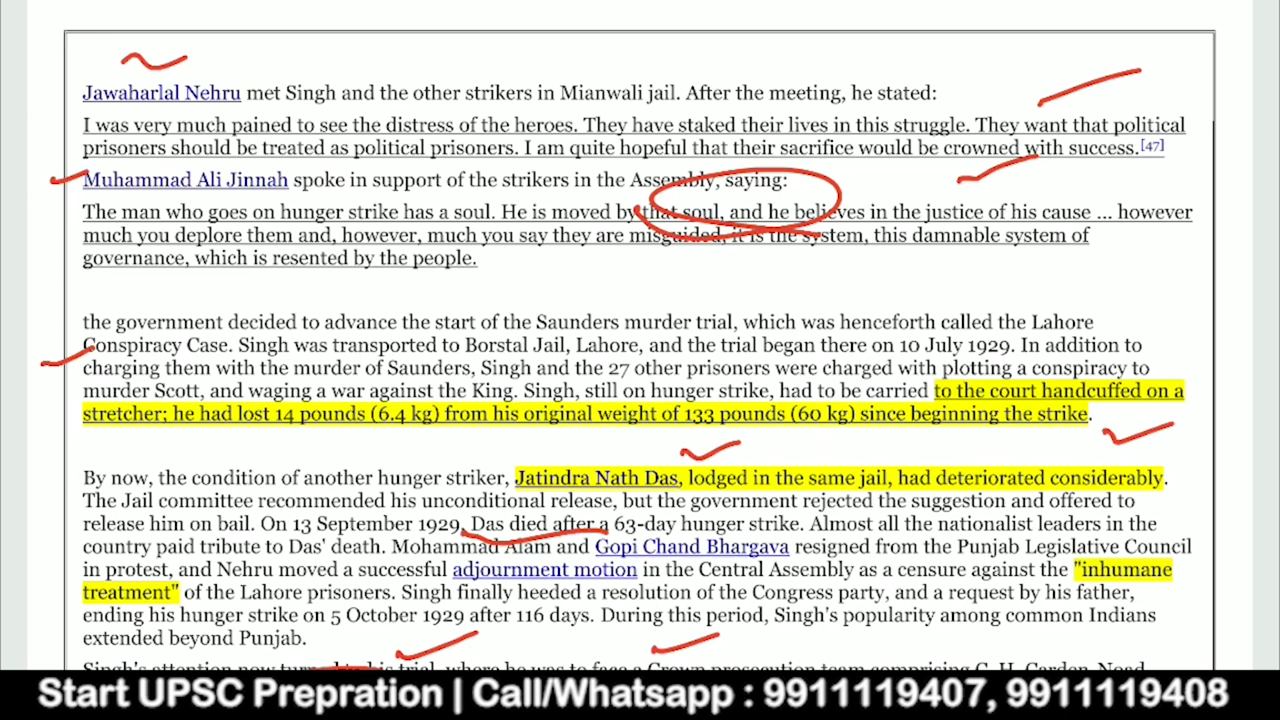 Jawaharlal Nehru met Singh and the other strikers in Mianwali jail. After the meeting, he stated:
I was very much pained to see the distress of the heroes. They have staked their lives in this struggle. They want that political
prisoners should be treated as political prisoners. I am quite hopeful that their sacrifice would be crowned with success.[47]
Muhammad Ali Jinnah spoke in support of the strikers in the Assembly, saying:
The man who goes on hunger strike has a soul. He is moved by that soul, and he believes in the justice of his cause ... however
much you deplore them and, however, much you say they are misguided, it is the system, this damnable system of
governance, which is resented by the people.
the government decided to advance the start of the Saunders murder trial, which was henceforth called the Lahore
Conspiracy Case. Singh was transported to Borstal Jail, Lahore, and the trial began there on 10 July 1929. In addition to
charging them with the murder of Saunders, Singh and the 27 other prisoners were charged with plotting a conspiracy to
murder Scott, and waging a war against the King. Singh, still on hunger strike, had to be carried to the court handcuffed on a
stretcher; he had lost 14 pounds (6.4 kg) from his original weight of 133 pounds (60 kg) since beginning the strike.
By now, the condition of another hunger striker, Jatindra Nath Das, lodged in the same jail, had deteriorated considerably.
The Jail committee recommended his unconditional release, but the government rejected the suggestion and offered to
release him on bail. On 13 September 1929, Das died after a 63-day hunger strike. Almost all the nationalist leaders in the
country paid tribute to Das' death. Mohammad Alam and Gopi Chand Bhargava resigned from the Punjab Legislative Council
in protest, and Nehru moved a successful adjournment motion in the Central Assembly as a censure against the "inhumane
treatment" of the Lahore prisoners. Singh finally heeded a resolution of the Congress party, and a request by his father,
ending his hunger strike on 5 October 1929 after 116 days. During this period, Singh's popularity among common Indians
extended beyond Punjab.
Singh's attention now turned to his trial, where he was to face a Crown prosecution team comprising C. H. Carden-Noad
Start UPSC Prepration | Call/Whatsapp : 9911119407, 9911119408